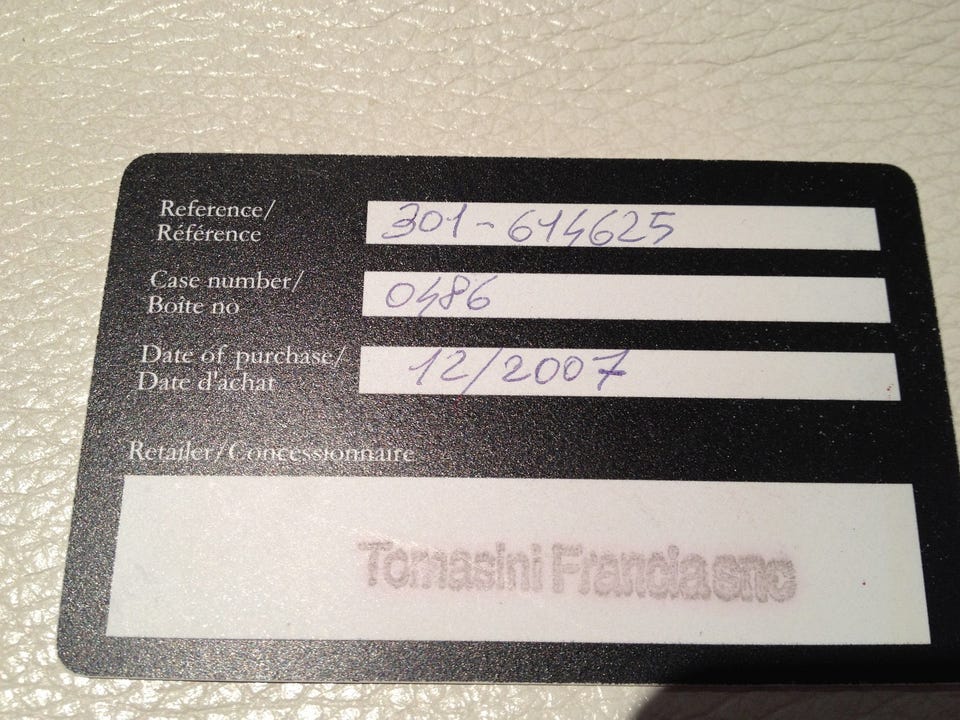 Reference/ 301-614625
Référence
Case number/ 0486
Boîte no
Date of purchase/ 12/2007
Date d'achat
Retailer/Concessionnaire
Tomasini Francia snc